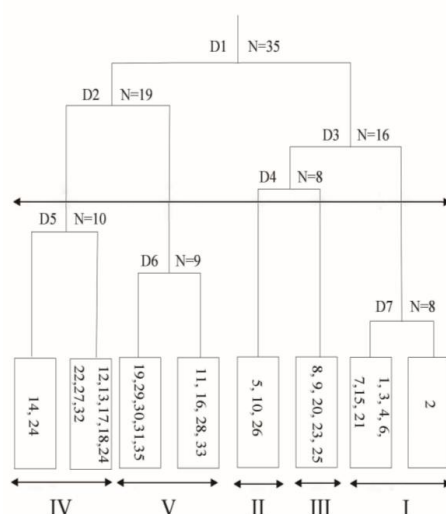 D1 N=35
D2 N=19
D3 N=16
D4 N=8
D5 N=10
D6 N=9
D7 N=8
14, 24
12,13,17,18,24
22,27,32
19,29,30,31,35
11, 16, 28, 33
5, 10, 26
8, 9, 20, 23, 25
1, 3, 4, 6,
7,15, 21
2
IV V II III I